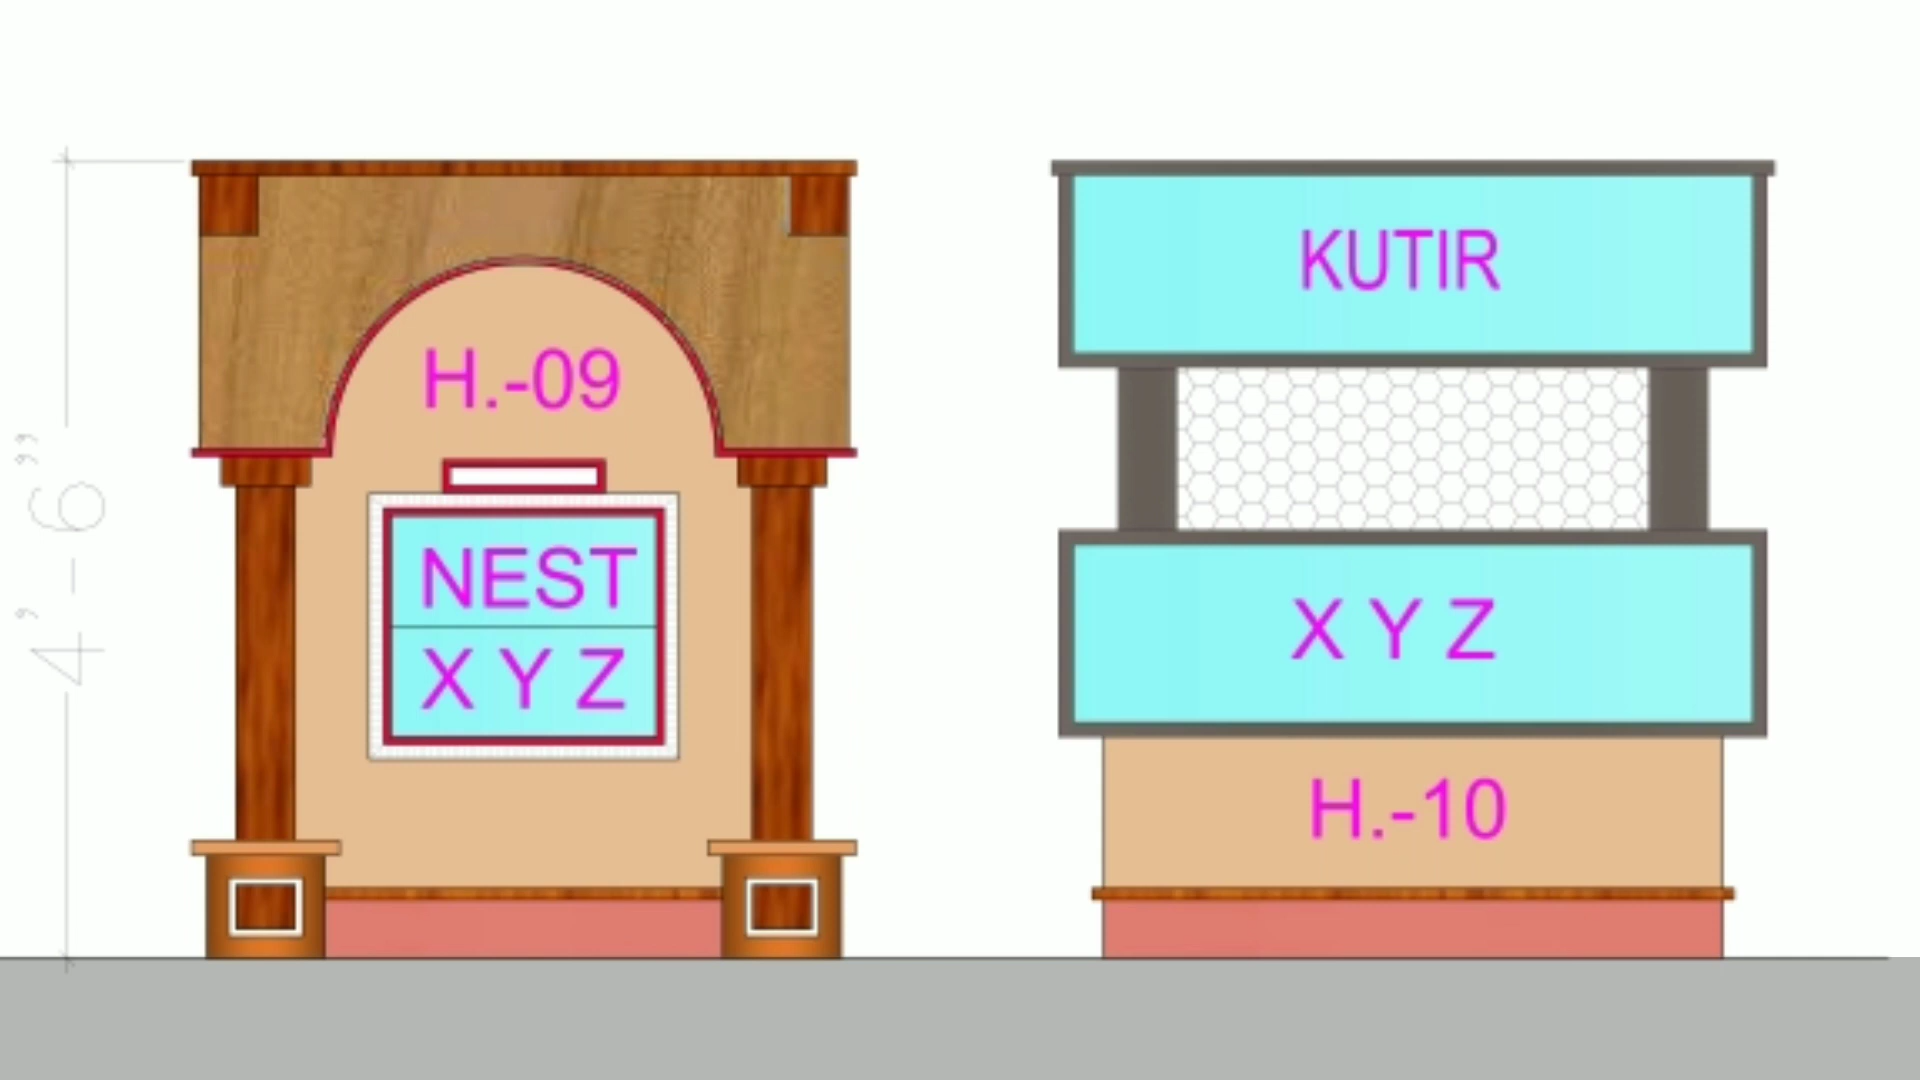 4'-6"
H.-09
NEST
X Y Z
KUTIR
X Y Z
H.-10